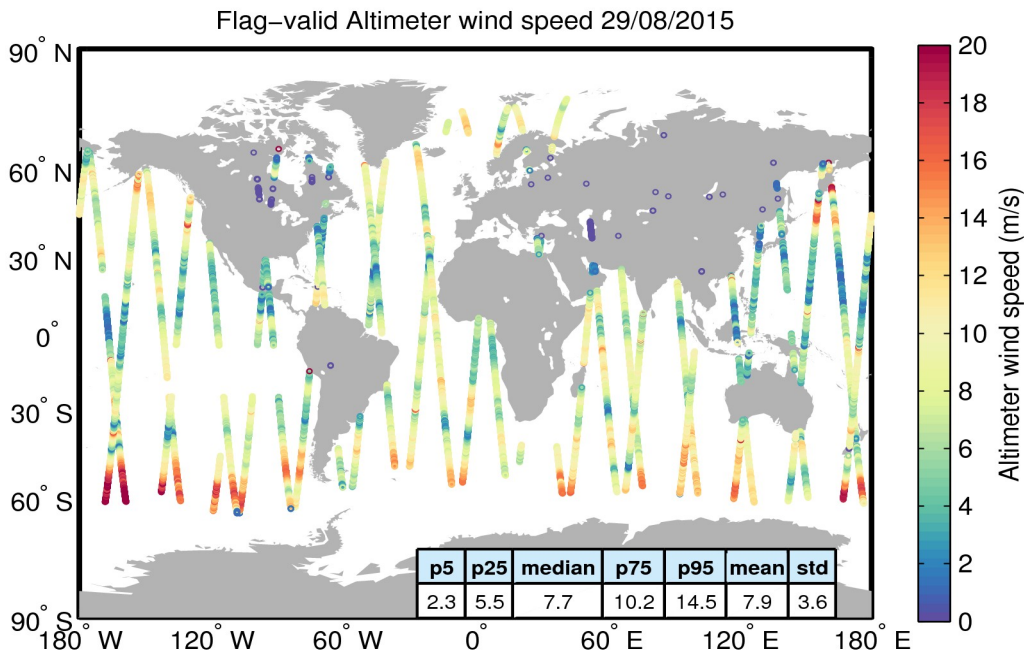 Flag−valid Altimeter wind speed 29/08/2015
90° N
60° N
30° N
0°
30° S
60° S
90° S
180° W
120° W
60° W
0°
60° E
120° E
180° E
p5 p25 median p75 p95 mean std
2.3 5.5 7.7 10.2 14.5 7.9 3.6
20
18
16
14
12
10
8
6
4
2
0
Altimeter wind speed (m/s)